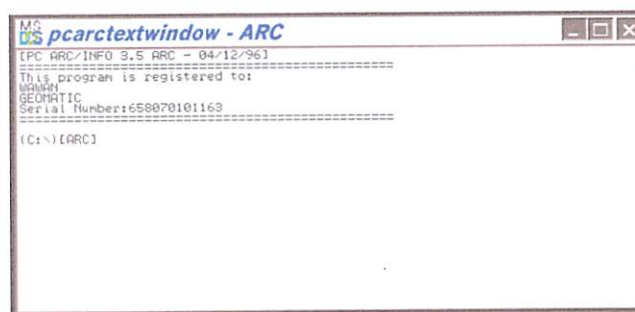 MS
DOS pcarctextwindow - ARC
[PC ARC/INFO 3.5 ARC - 04/12/96]
==================================================
This program is registered to:
WAWAN
GEOMATIC
Serial Number:658070101163
==================================================
(C:\)[ARC]